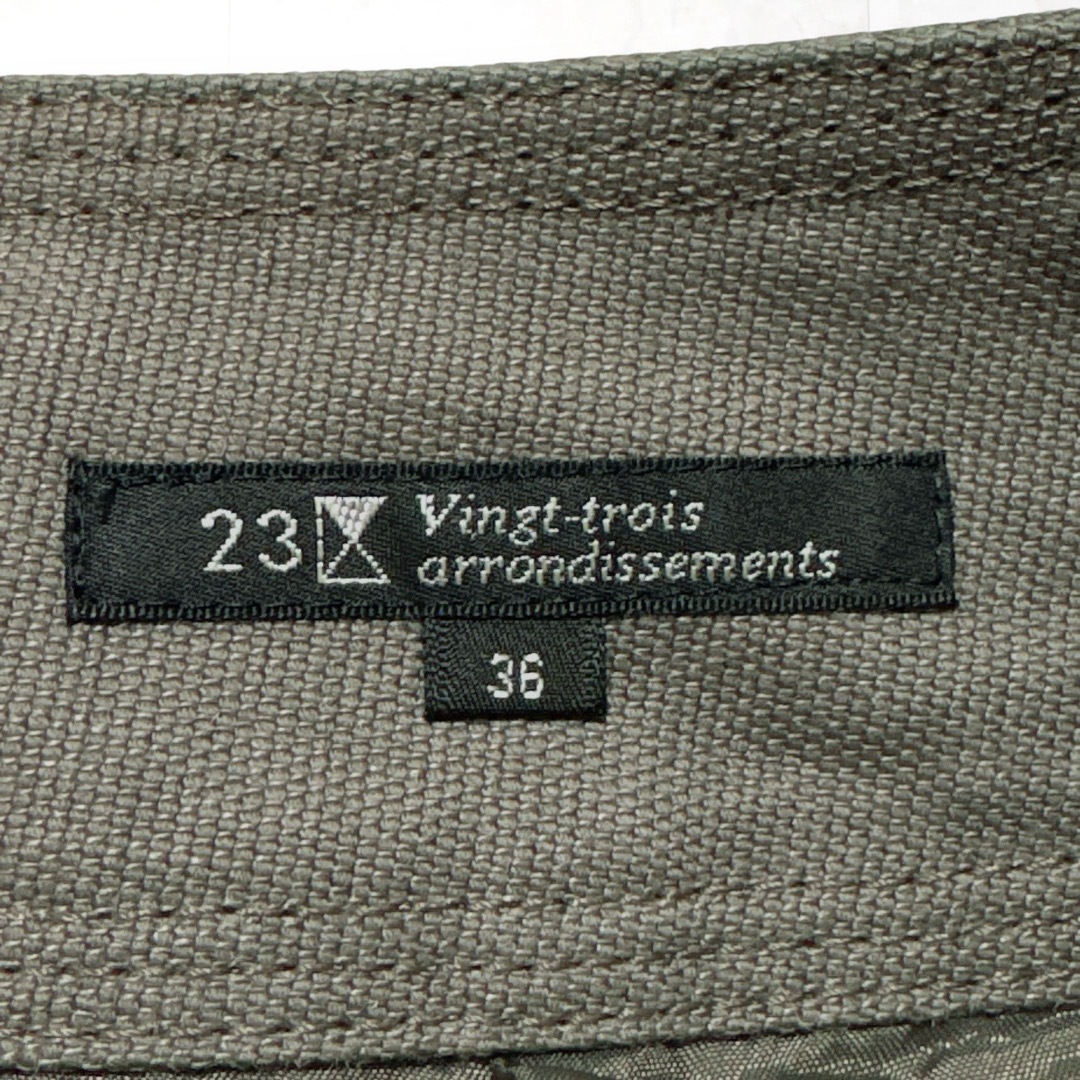 23 Vingt-trois
arrondissements
36